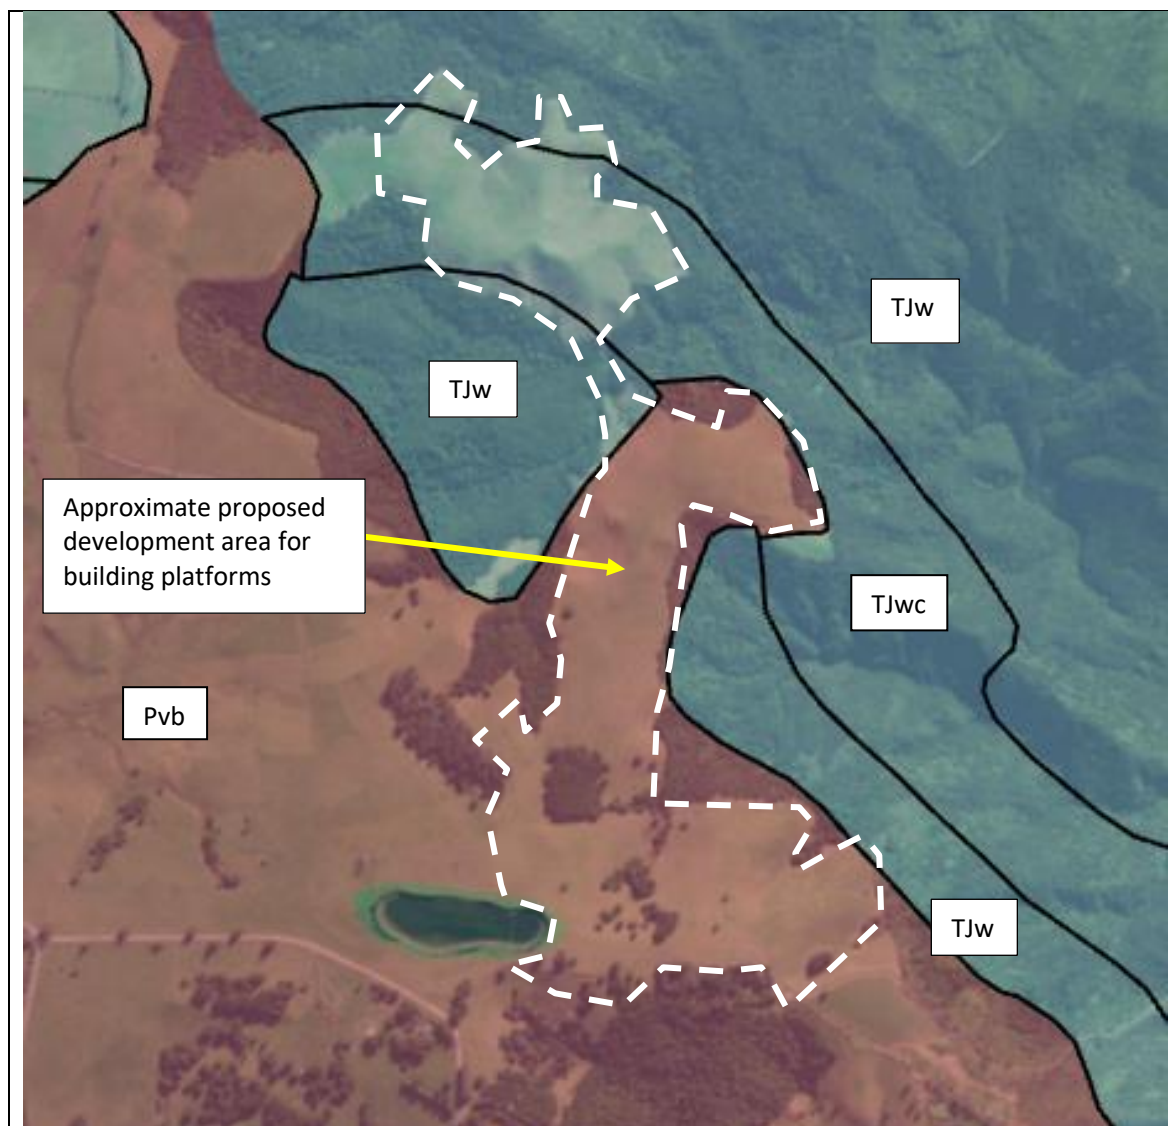 TJw
TJw
Approximate proposed
development area for
building platforms
TJwc
Pvb
TJw